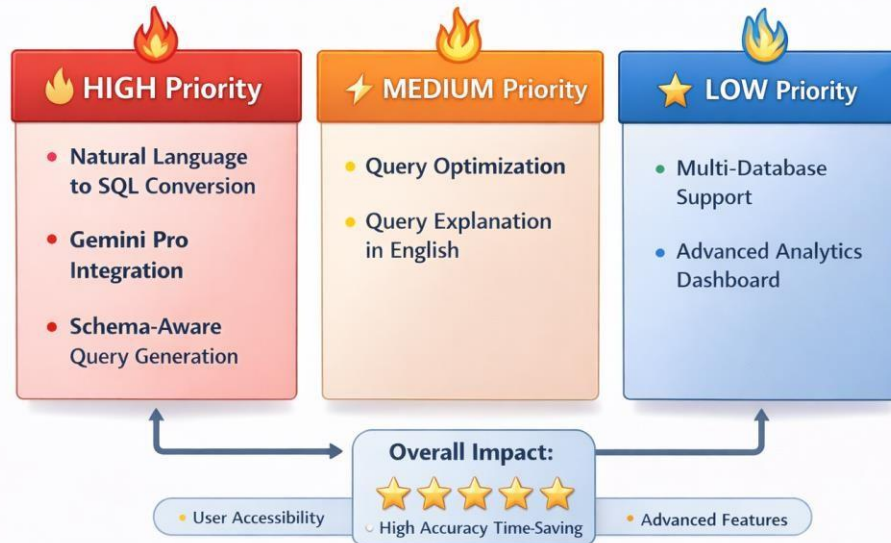 HIGH Priority
Natural Language
to SQL Conversion
Gemini Pro
Integration
Schema-Aware
Query Generation
MEDIUM Priority
Query Optimization
Query Explanation
in English
LOW Priority
Multi-Database
Support
Advanced Analytics
Dashboard
Overall Impact:
User Accessibility
High Accuracy Time-Saving
Advanced Features